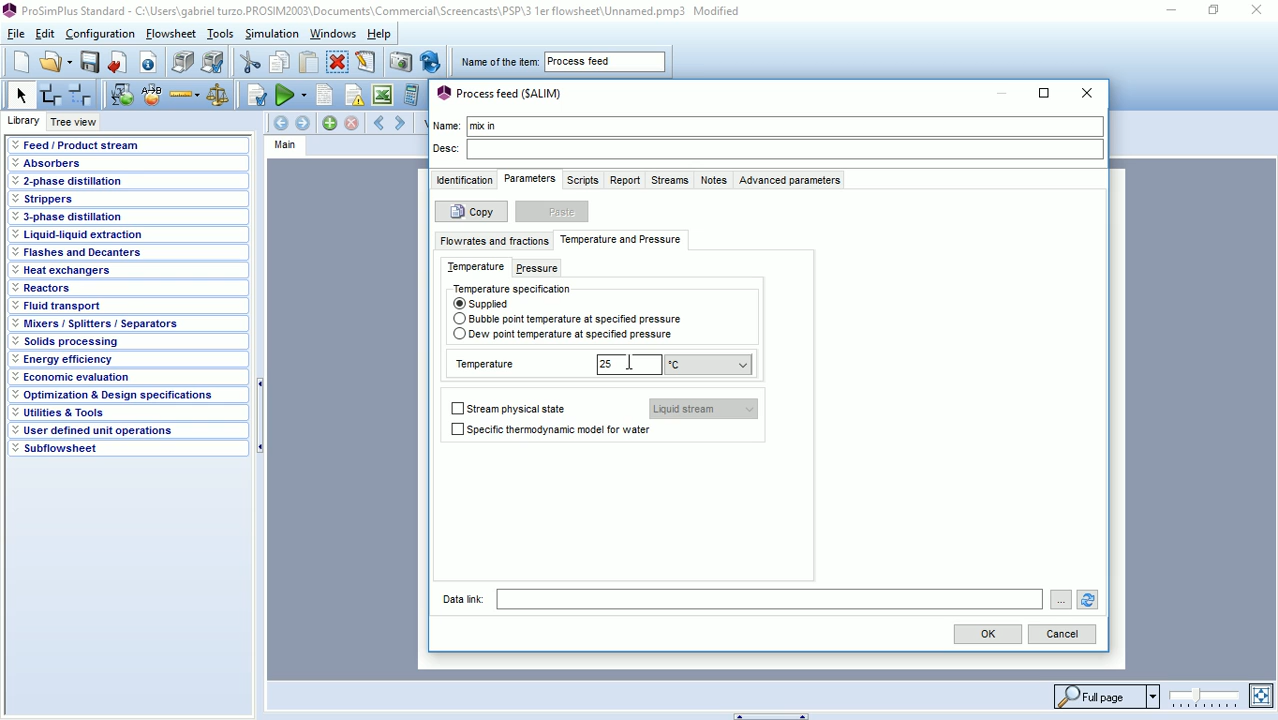 ProSimPlus Standard - C:\Users\gabriel turzo.PROSIM2003\Documents\Commercial\Screencasts\PSP\3 1er flowsheet\Unnamed.pmp3 Modified
File Edit Configuration Flowsheet Tools Simulation Windows Help
Name of the item: Process feed
Library Tree view
Main
Feed / Product stream
Absorbers
2-phase distillation
Strippers
3-phase distillation
Liquid-liquid extraction
Flashes and Decanters
Heat exchangers
Reactors
Fluid transport
Mixers / Splitters / Separators
Solids processing
Energy efficiency
Economic evaluation
Optimization & Design specifications
Utilities & Tools
User defined unit operations
Subflowsheet
Process feed ($ALIM)
Name: mix in
Desc:
Identification Parameters Scripts Report Streams Notes Advanced parameters
Copy Paste
Flowrates and fractions Temperature and Pressure
Temperature Pressure
Temperature specification
Supplied
Bubble point temperature at specified pressure
Dew point temperature at specified pressure
Temperature 25 °C
Stream physical state Liquid stream
Specific thermodynamic model for water
Data link: ...
OK Cancel
Full page